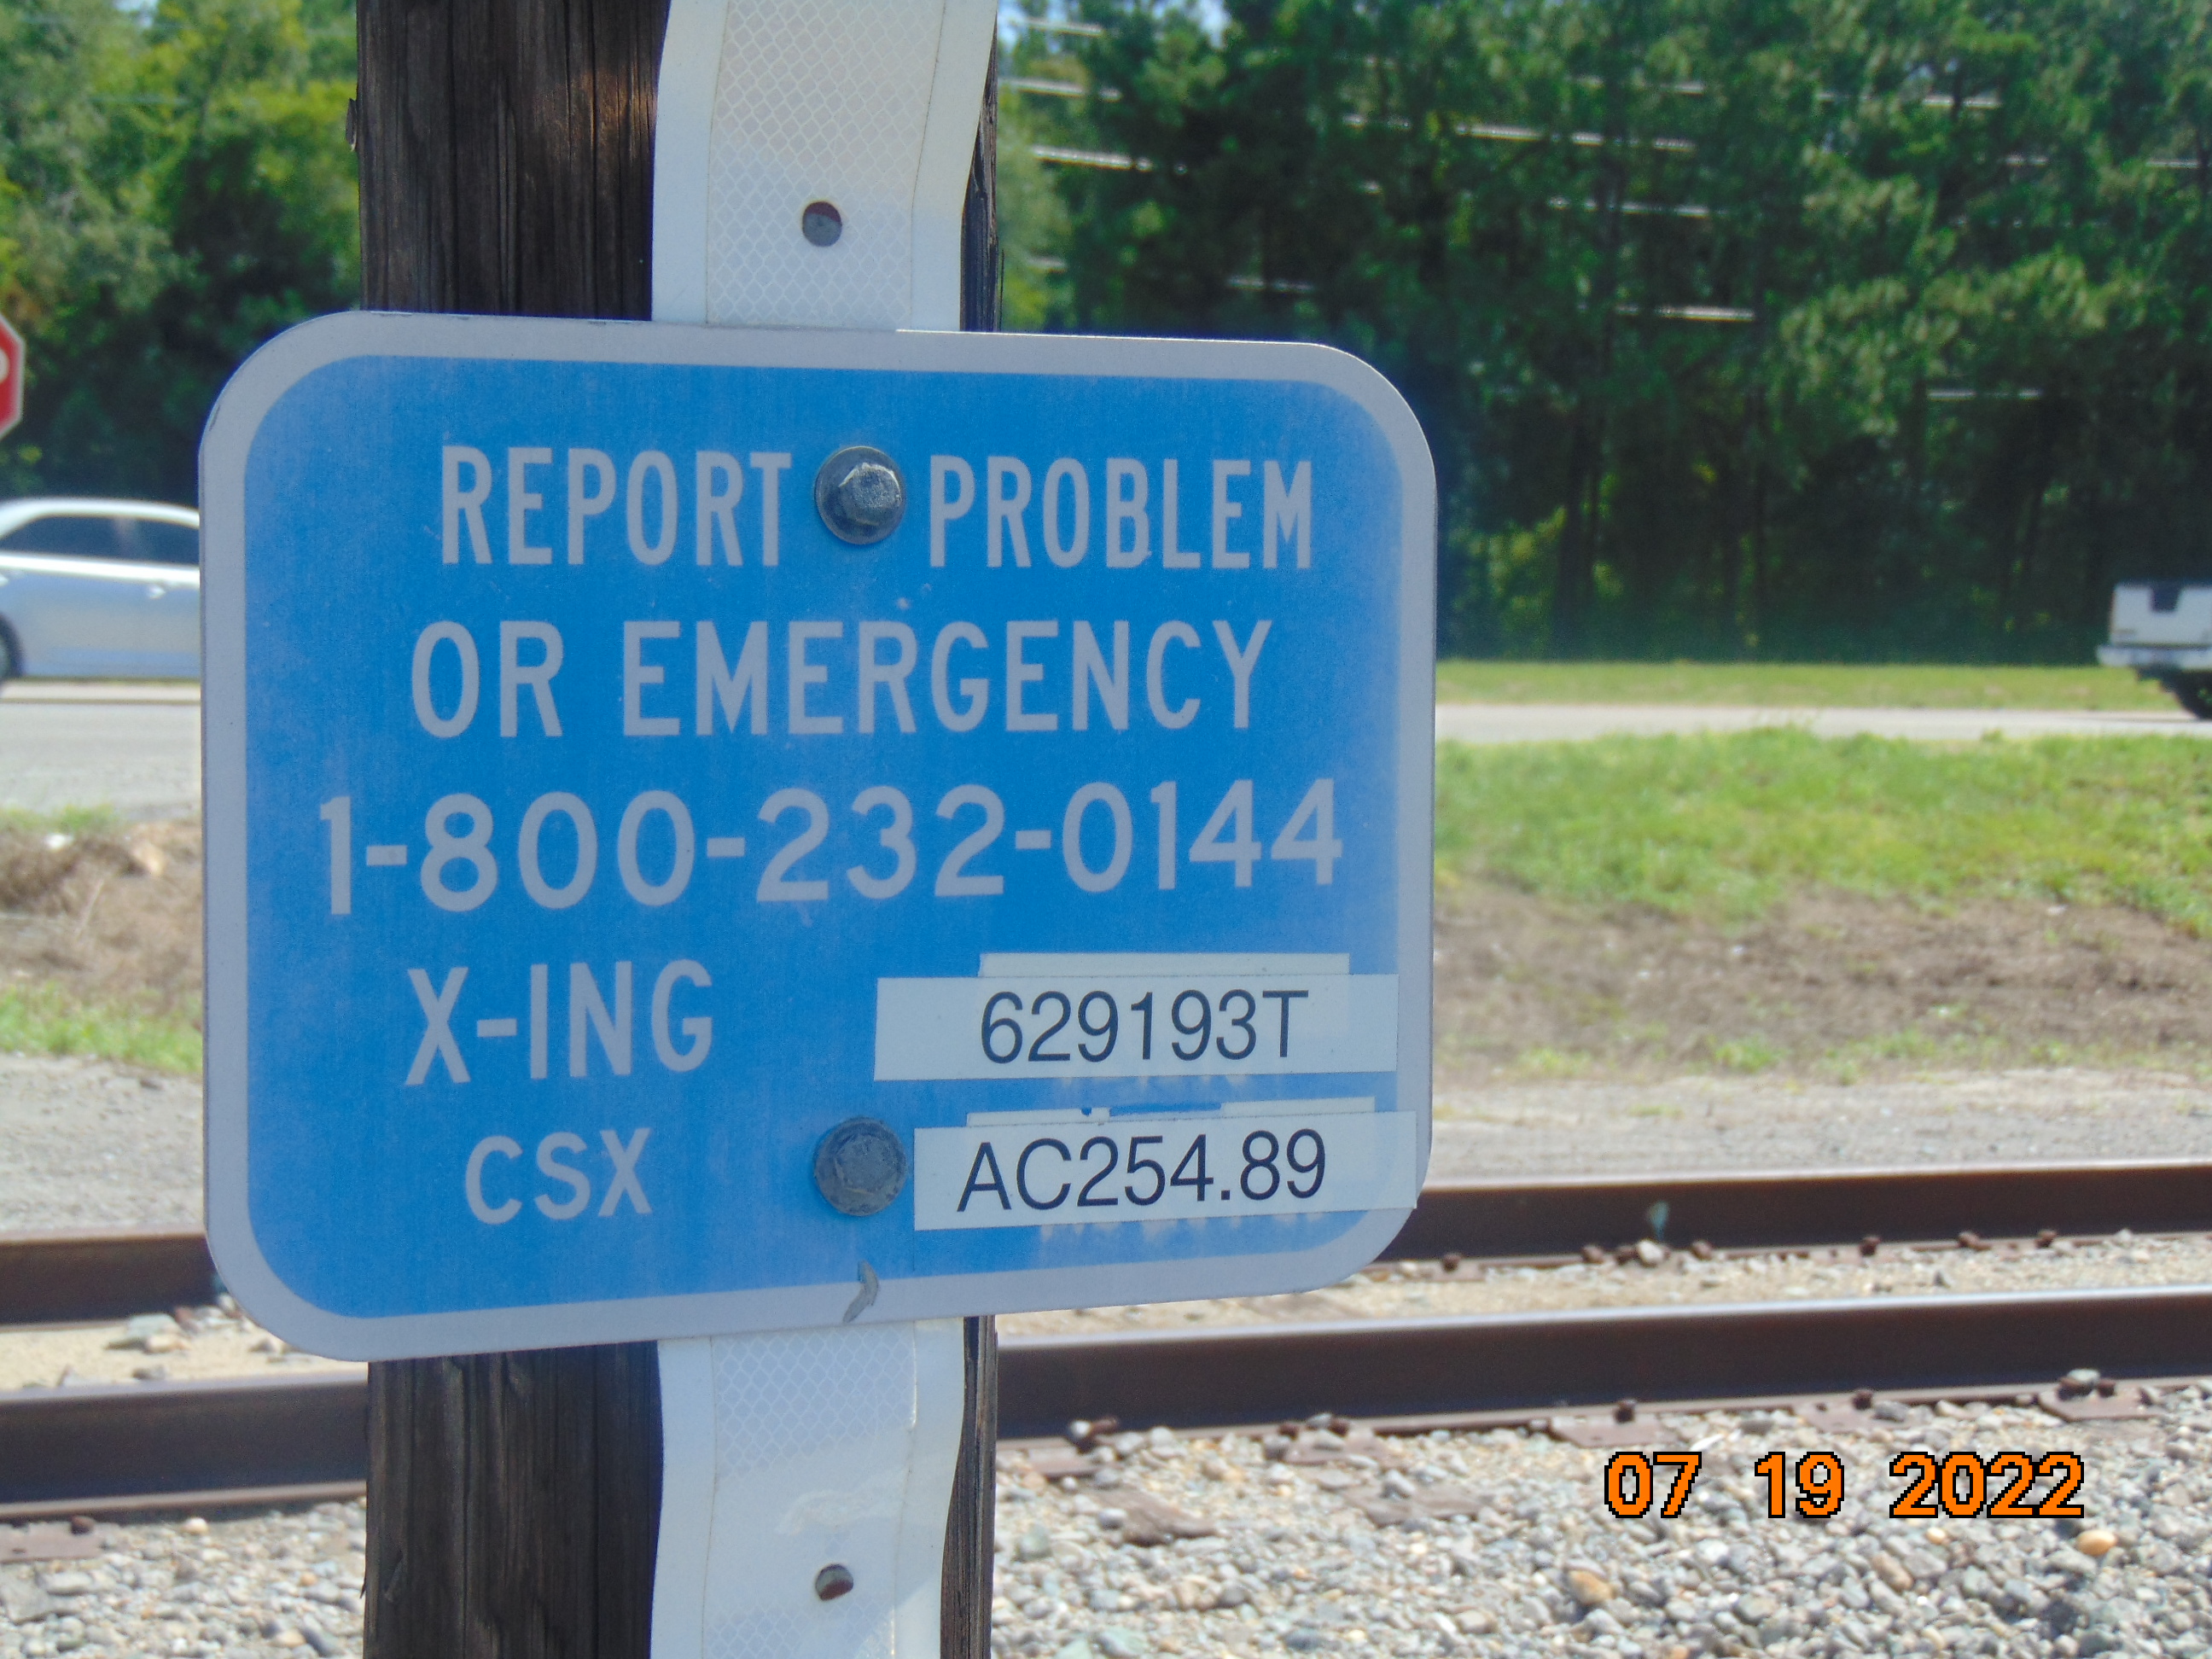 REPORT PROBLEM
OR EMERGENCY
1-800-232-0144
X-ING 629193T
CSX AC254.89
07 19 2022